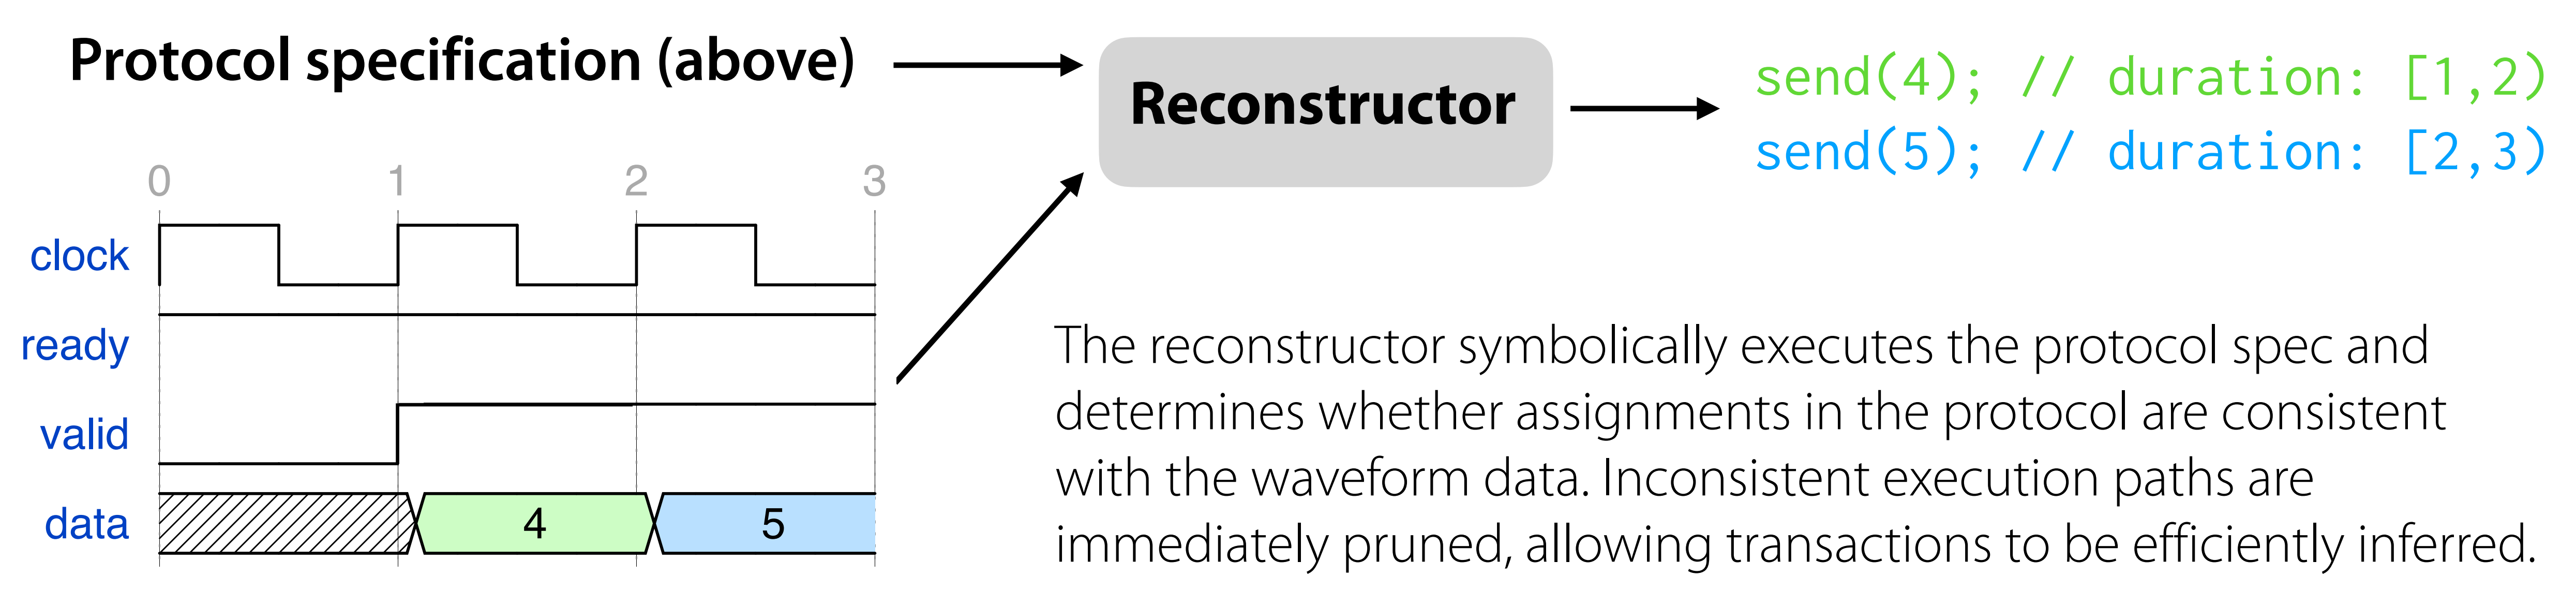 Protocol specification (above)
Reconstructor
send(4); // duration: [1,2)
send(5); // duration: [2,3)
0 1 2 3
clock
ready
valid
data 4 5
The reconstructor symbolically executes the protocol spec and
determines whether assignments in the protocol are consistent
with the waveform data. Inconsistent execution paths are
immediately pruned, allowing transactions to be efficiently inferred.